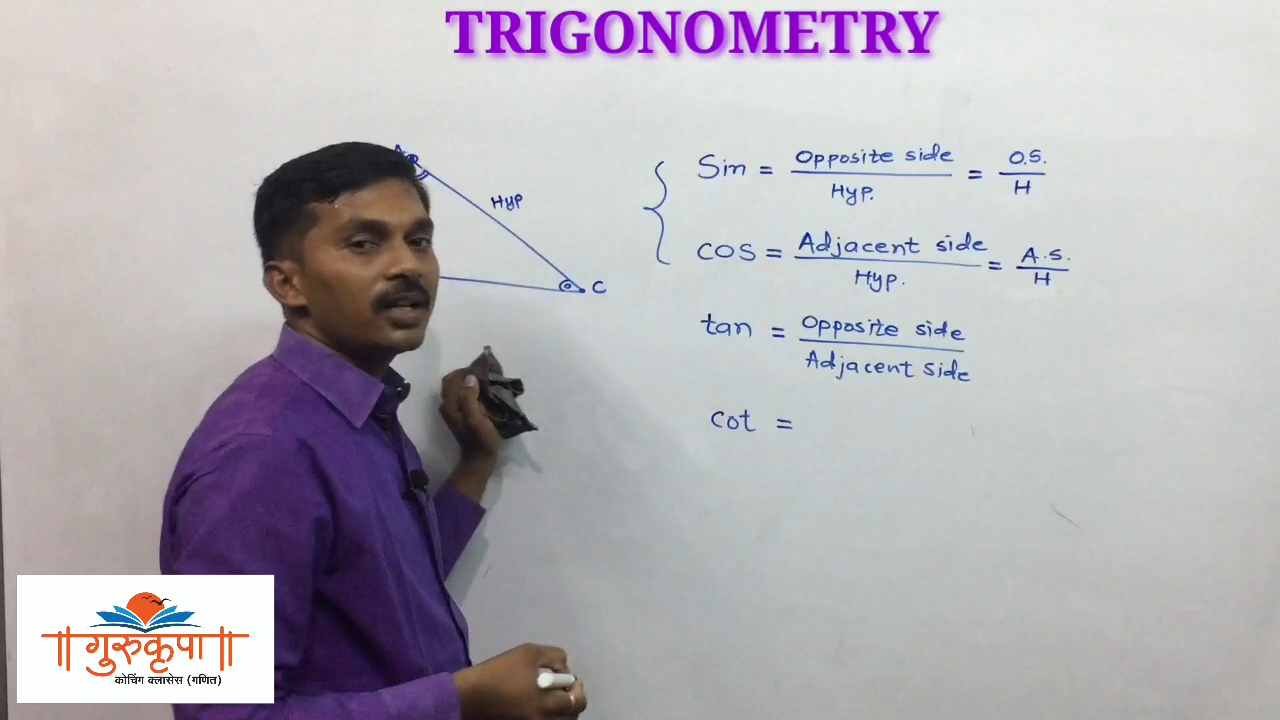 TRIGONOMETRY
A
Hyp
C
Sin = Opposite side / Hyp. = O.S. / H
COS = Adjacent side / Hyp. = A.S. / H
tan = Opposite side / Adjacent side
cot =
|| गुरुकृपा ||
कोचिंग क्लासेस (गणित)